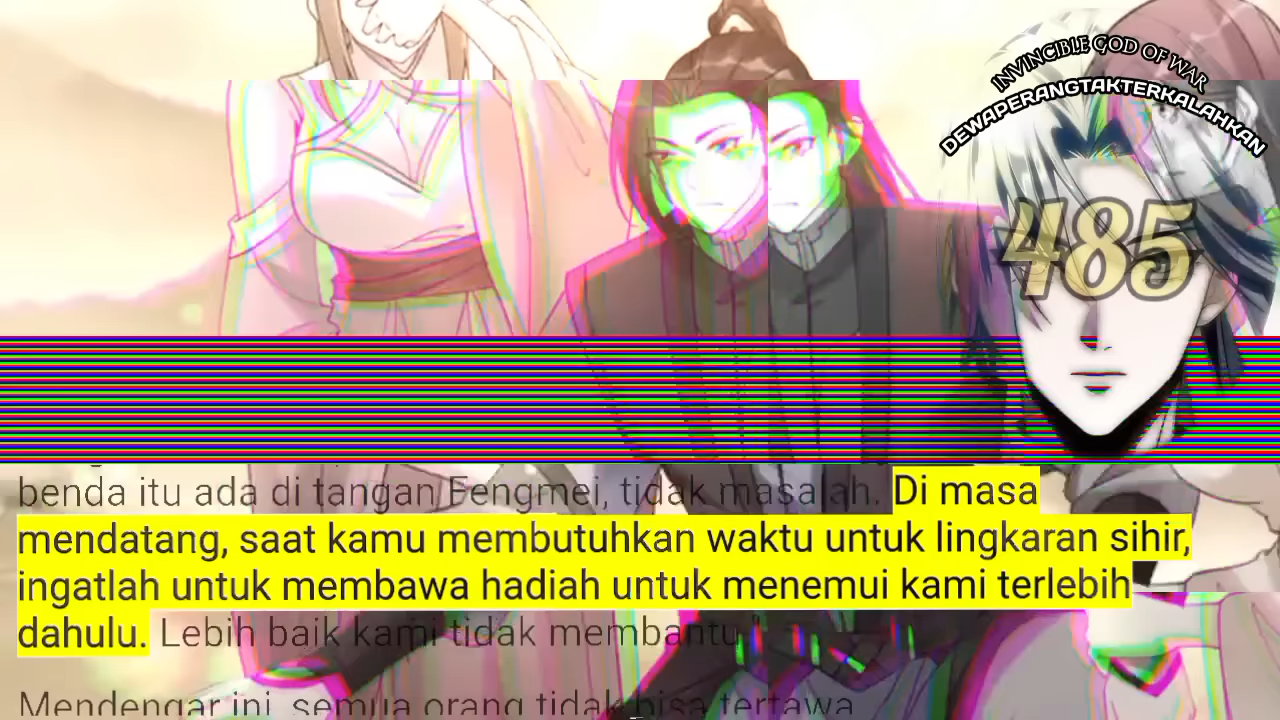 INVINCIBLE GOD OF WAR
DEWAPERANGTAKTERKALAHKAN
485
benda itu ada di tangan Fengmei, tidak masalah. Di masa
mendatang, saat kamu membutuhkan waktu untuk lingkaran sihir,
ingatlah untuk membawa hadiah untuk menemui kami terlebih
dahulu. Lebih baik kami tidak membantu."
Mendengar ini, semua orang tidak bisa tertawa